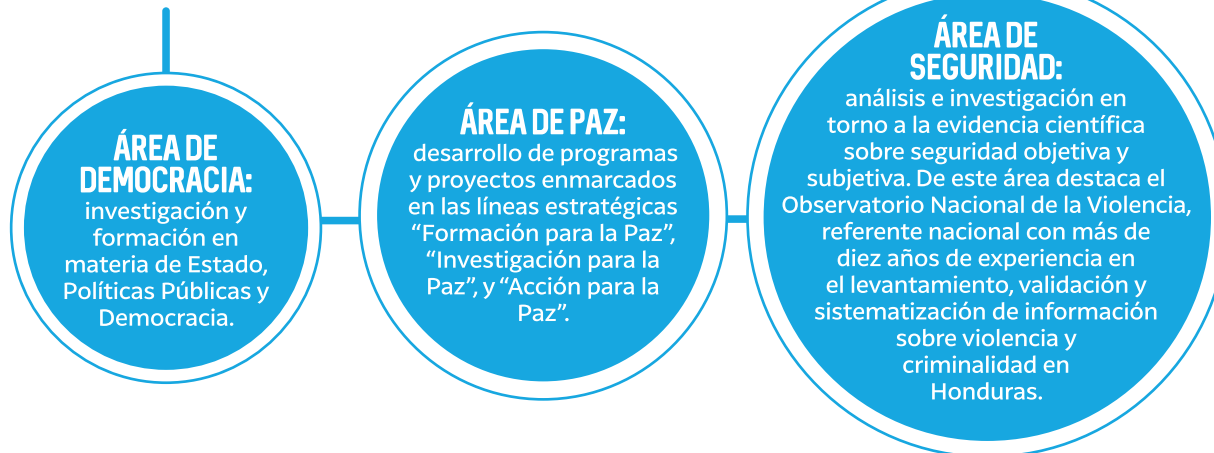 ÁREA DE
DEMOCRACIA:
investigación y
formación en
materia de Estado,
Políticas Públicas y
Democracia.
ÁREA DE PAZ:
desarrollo de programas
y proyectos enmarcados
en las líneas estratégicas
“Formación para la Paz”,
“Investigación para la
Paz”, y “Acción para la
Paz”.
ÁREA DE
SEGURIDAD:
análisis e investigación en
torno a la evidencia científica
sobre seguridad objetiva y
subjetiva. De este área destaca el
Observatorio Nacional de la Violencia,
referente nacional con más de
diez años de experiencia en
el levantamiento, validación y
sistematización de información
sobre violencia y
criminalidad en
Honduras.